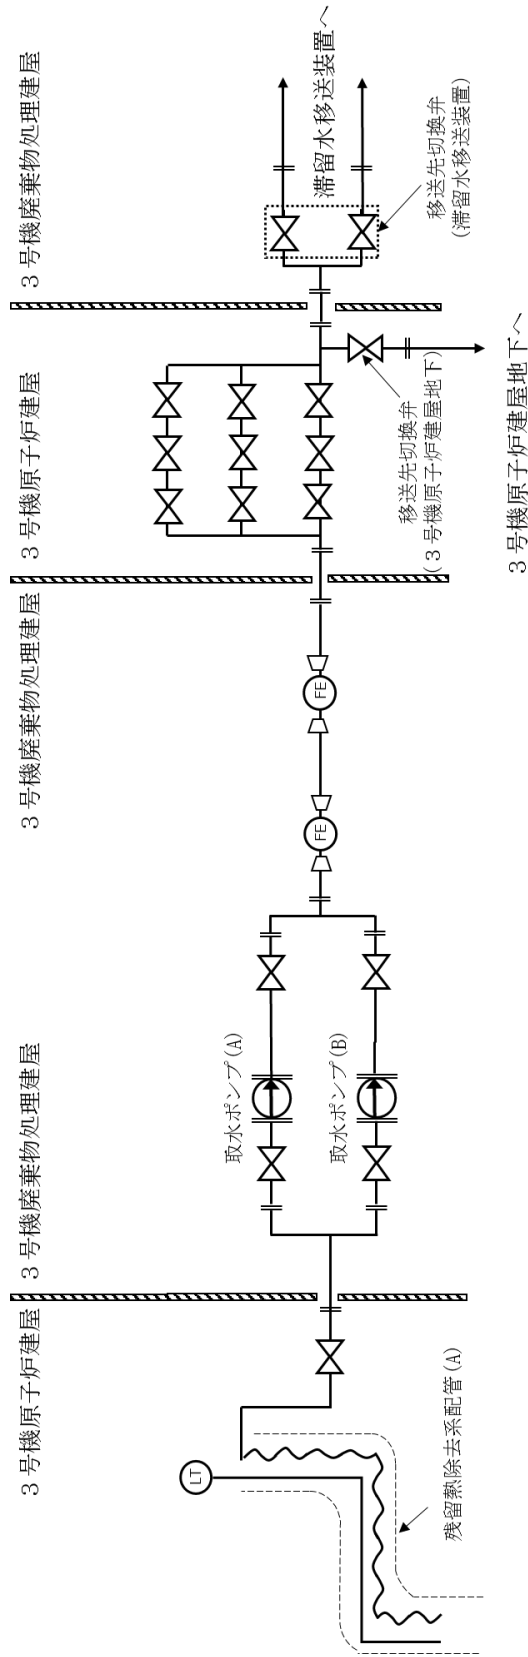 3号機原子炉建屋
3号機廃棄物処理建屋
3号機廃棄物処理建屋
3号機原子炉建屋
3号機廃棄物処理建屋
LT
残留熱除去系配管(A)
取水ポンプ(A)
取水ポンプ(B)
FE
FE
移送先切換弁
(3号機原子炉建屋地下)
3号機原子炉建屋地下へ
移送先切換弁
(滞留水移送装置)
滞留水移送装置へ